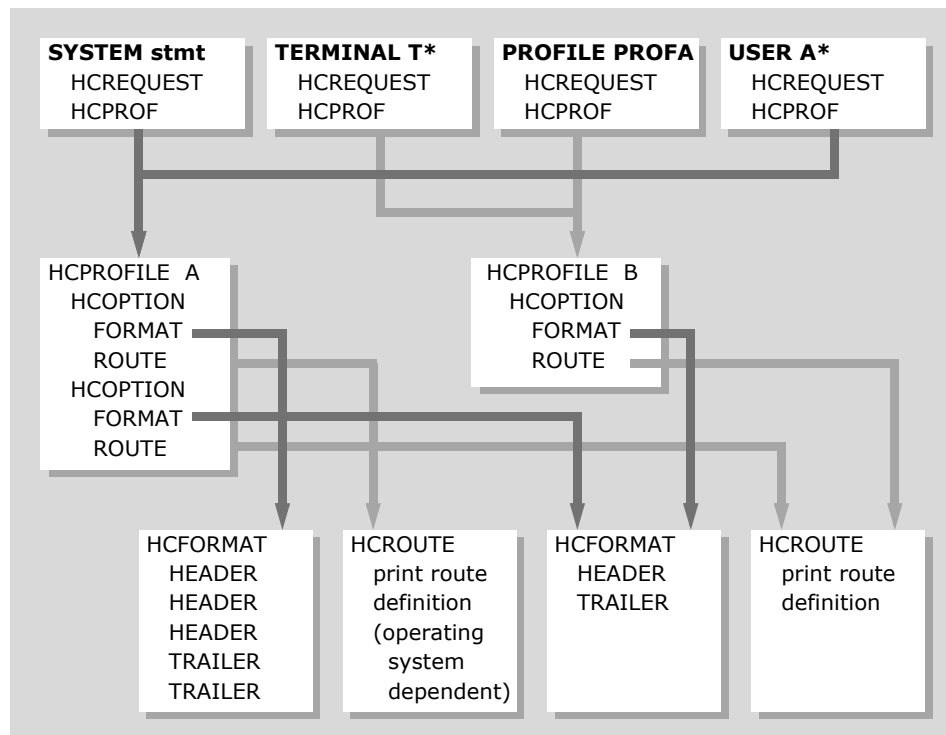 SYSTEM stmt
HCREQUEST
HCPROF
TERMINAL T*
HCREQUEST
HCPROF
PROFILE PROFA
HCREQUEST
HCPROF
USER A*
HCREQUEST
HCPROF
HCPROFILE A
HCOPTION
FORMAT
ROUTE
HCOPTION
FORMAT
ROUTE
HCPROFILE B
HCOPTION
FORMAT
ROUTE
HCFORMAT
HEADER
HEADER
HEADER
TRAILER
TRAILER
HCROUTE
print route
definition
(operating
system
dependent)
HCFORMAT
HEADER
TRAILER
HCROUTE
print route
definition